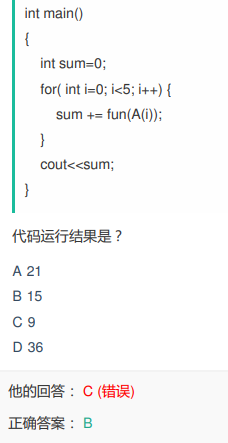 int main()
{
int sum=0;
for( int i=0; i<5; i++) {
sum += fun(A(i));
}
cout<<sum;
}
代码运行结果是？
A 21
B 15
C 9
D 36
他的回答： C (错误)
正确答案： B